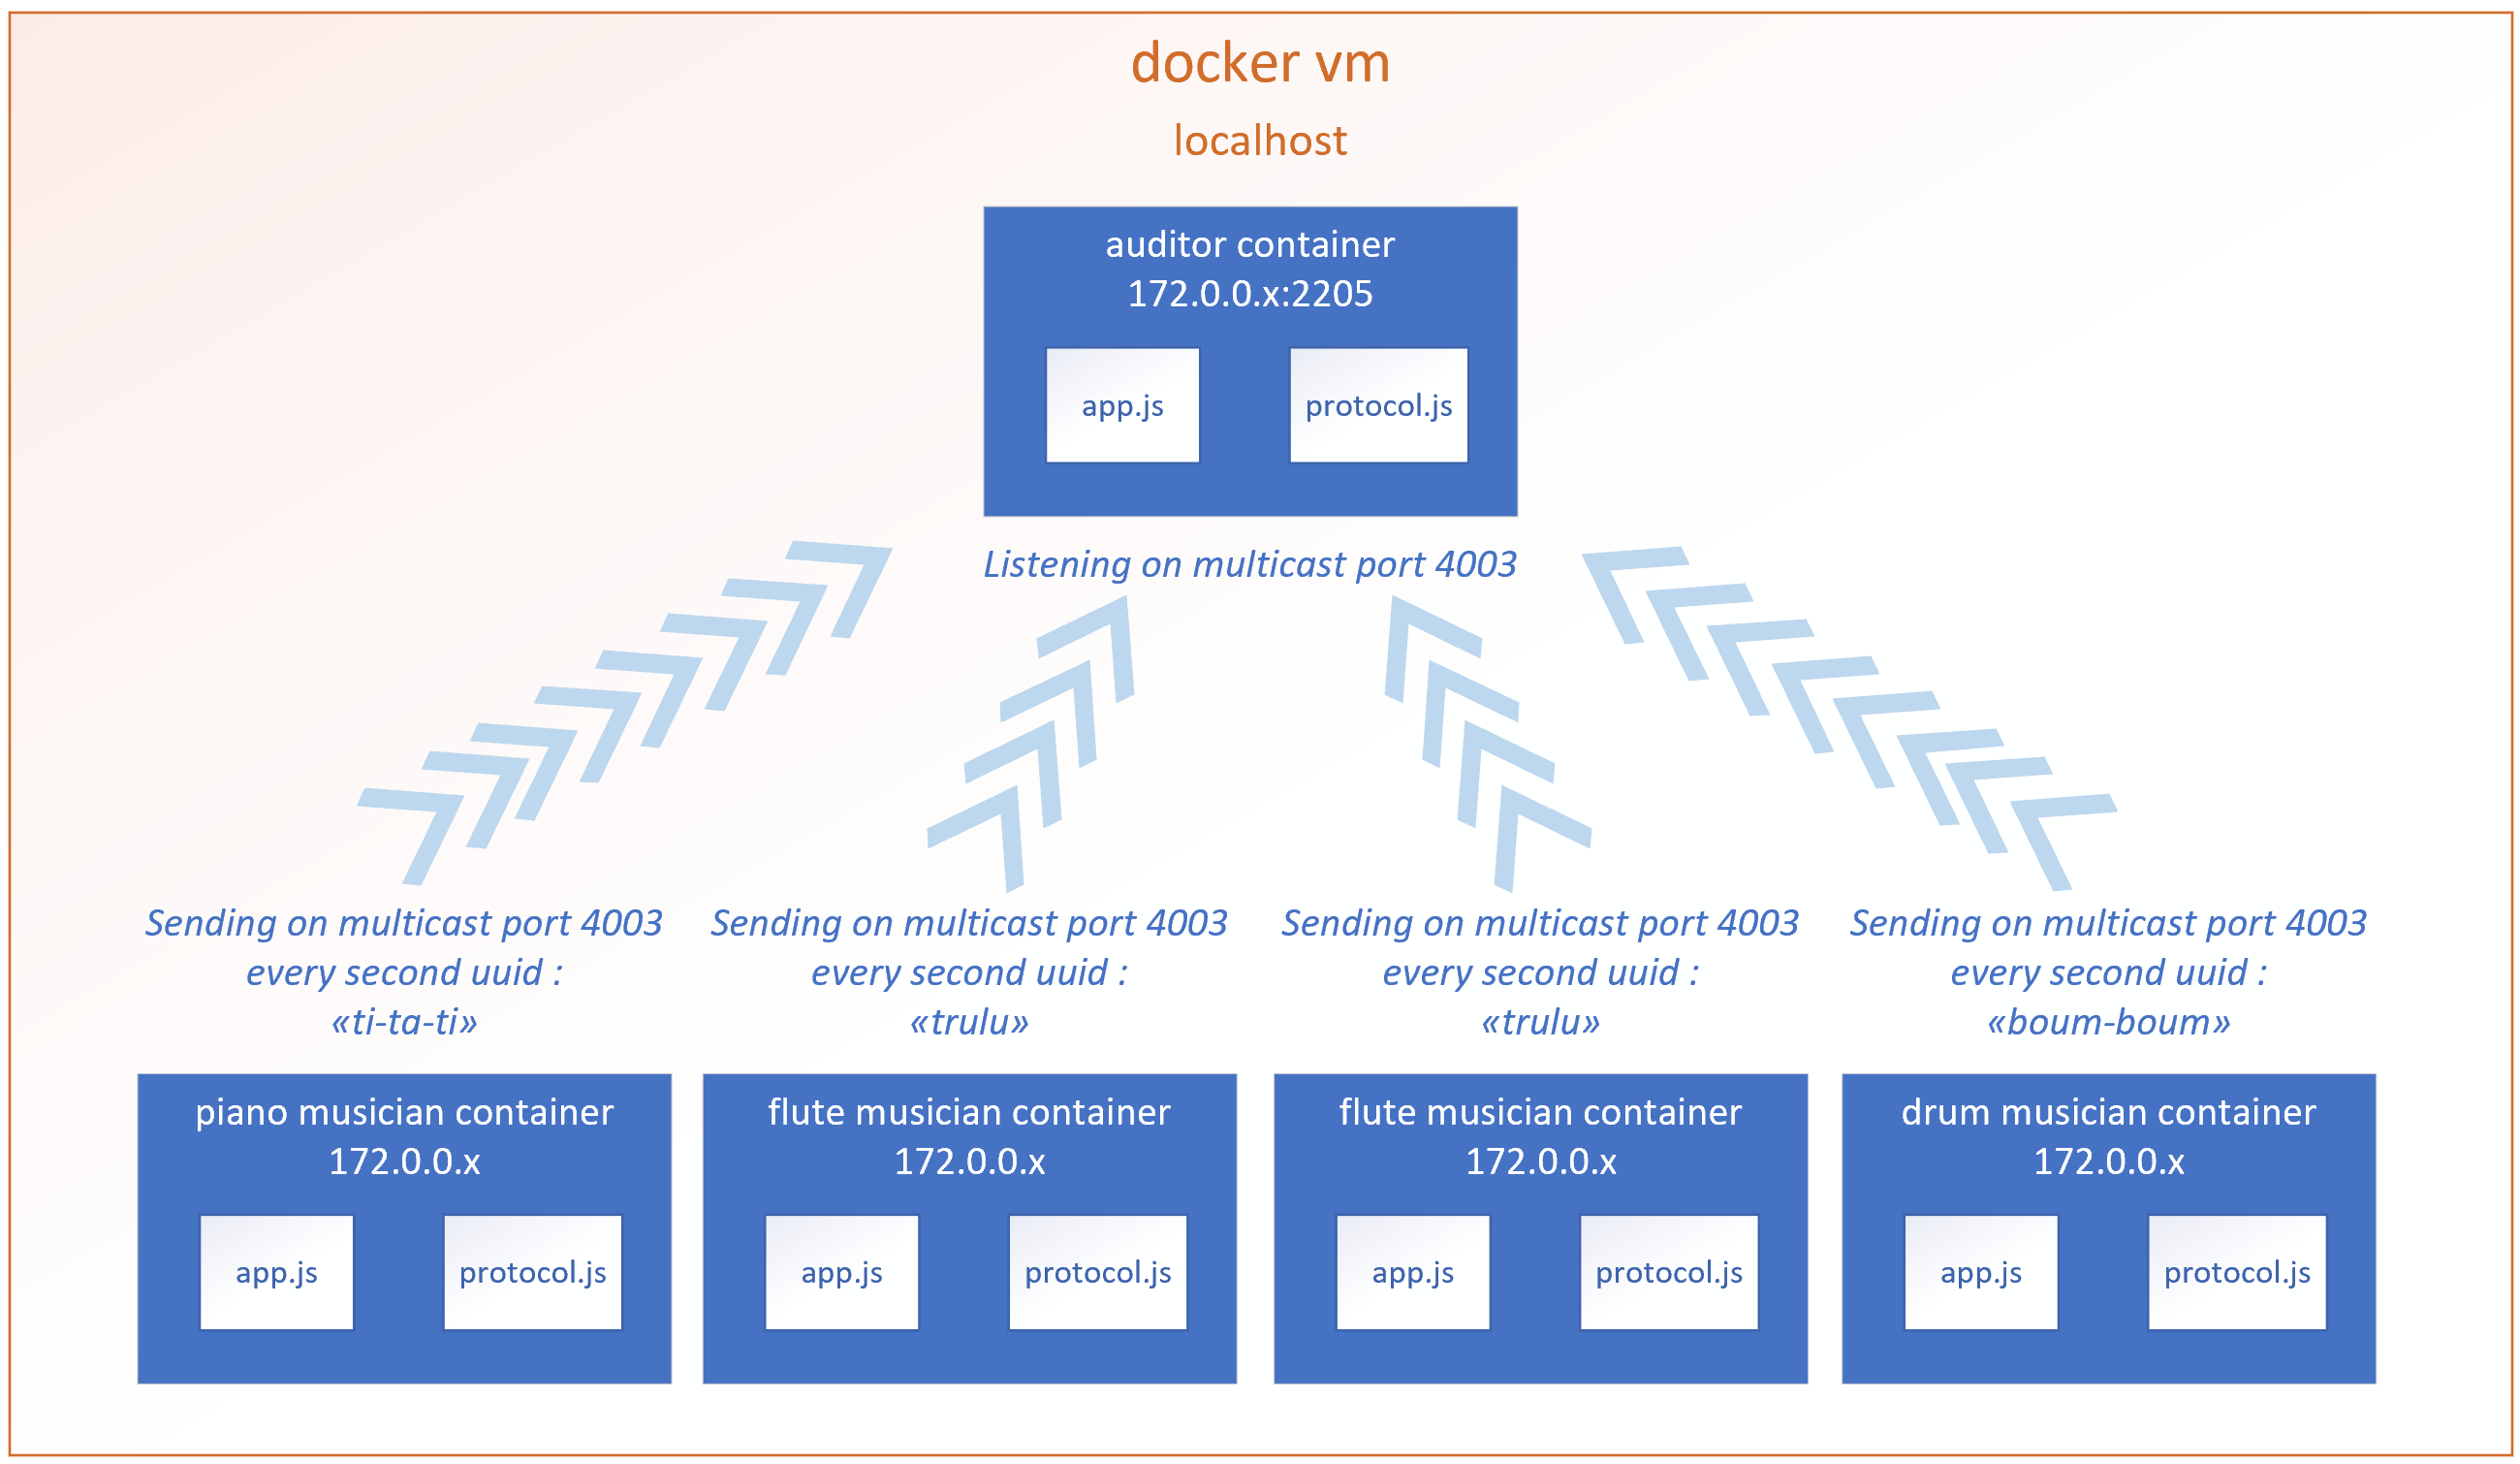 docker vm
localhost
auditor container
172.0.0.x:2205
app.js
protocol.js
Listening on multicast port 4003
Sending on multicast port 4003
every second uuid :
«ti-ta-ti»
Sending on multicast port 4003
every second uuid :
«trulu»
Sending on multicast port 4003
every second uuid :
«trulu»
Sending on multicast port 4003
every second uuid :
«boum-boum»
piano musician container
172.0.0.x
app.js
protocol.js
flute musician container
172.0.0.x
app.js
protocol.js
flute musician container
172.0.0.x
app.js
protocol.js
drum musician container
172.0.0.x
app.js
protocol.js